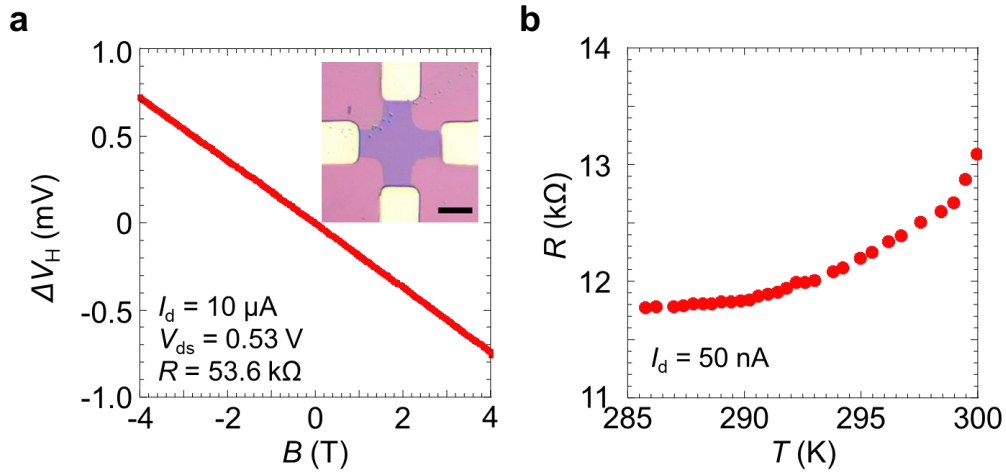 a
ΔV_H (mV)
1.0
0.5
0
-0.5
-1.0
I_d = 10 μA
V_ds = 0.53 V
R = 53.6 kΩ
-4 -2 0 2 4
B (T)
b
R (kΩ)
14
13
12
11
I_d = 50 nA
285 290 295 300
T (K)